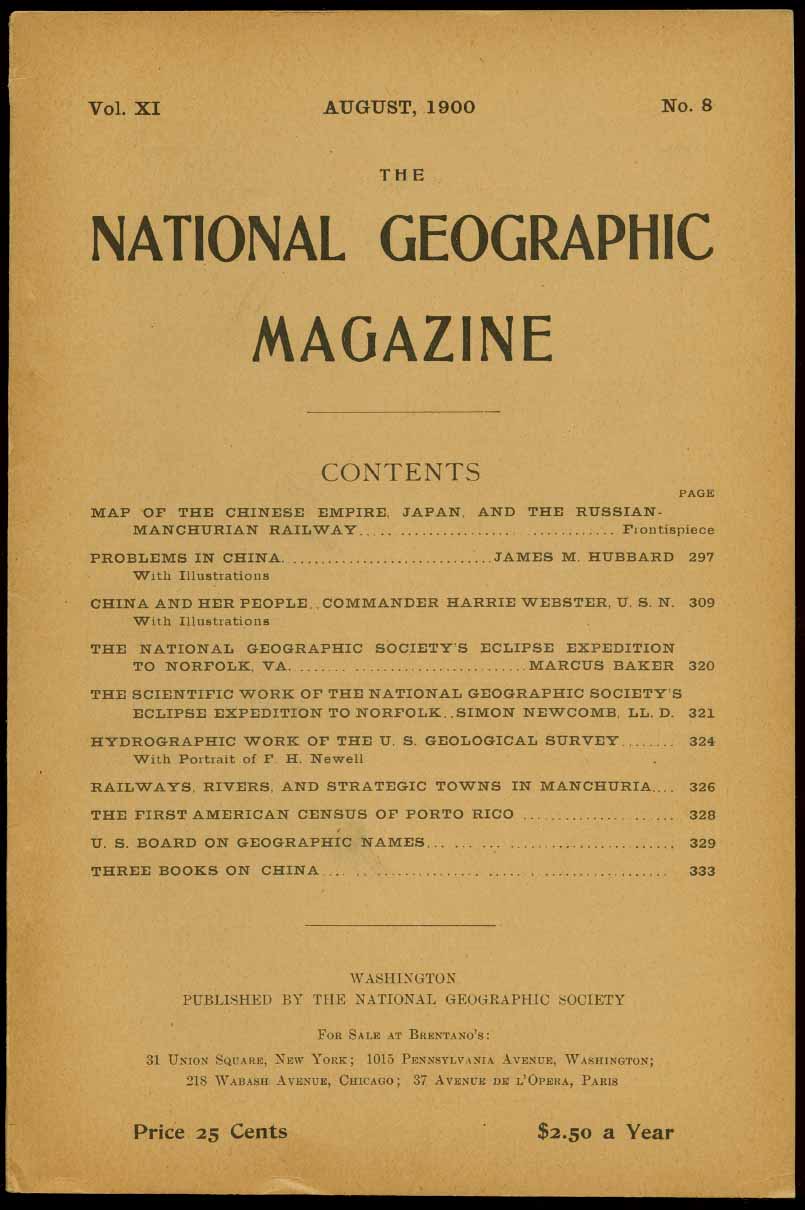 Vol. XI AUGUST, 1900 No. 8
THE
NATIONAL GEOGRAPHIC
MAGAZINE
CONTENTS
PAGE
MAP OF THE CHINESE EMPIRE, JAPAN, AND THE RUSSIAN-
MANCHURIAN RAILWAY.................................. Frontispiece
PROBLEMS IN CHINA............................JAMES M. HUBBARD 297
With Illustrations
CHINA AND HER PEOPLE..COMMANDER HARRIE WEBSTER, U. S. N. 309
With Illustrations
THE NATIONAL GEOGRAPHIC SOCIETY'S ECLIPSE EXPEDITION
TO NORFOLK, VA.................................MARCUS BAKER 320
THE SCIENTIFIC WORK OF THE NATIONAL GEOGRAPHIC SOCIETY'S
ECLIPSE EXPEDITION TO NORFOLK..SIMON NEWCOMB, LL. D. 321
HYDROGRAPHIC WORK OF THE U. S. GEOLOGICAL SURVEY........ 324
With Portrait of F. H. Newell
RAILWAYS, RIVERS, AND STRATEGIC TOWNS IN MANCHURIA.... 326
THE FIRST AMERICAN CENSUS OF PORTO RICO .................... 328
U. S. BOARD ON GEOGRAPHIC NAMES................................ 329
THREE BOOKS ON CHINA............................................ 333
WASHINGTON
PUBLISHED BY THE NATIONAL GEOGRAPHIC SOCIETY
FOR SALE AT BRENTANO'S:
31 UNION SQUARE, NEW YORK; 1015 PENNSYLVANIA AVENUE, WASHINGTON;
218 WABASH AVENUE, CHICAGO; 37 AVENUE DE L'OPERA, PARIS
Price 25 Cents $2.50 a Year